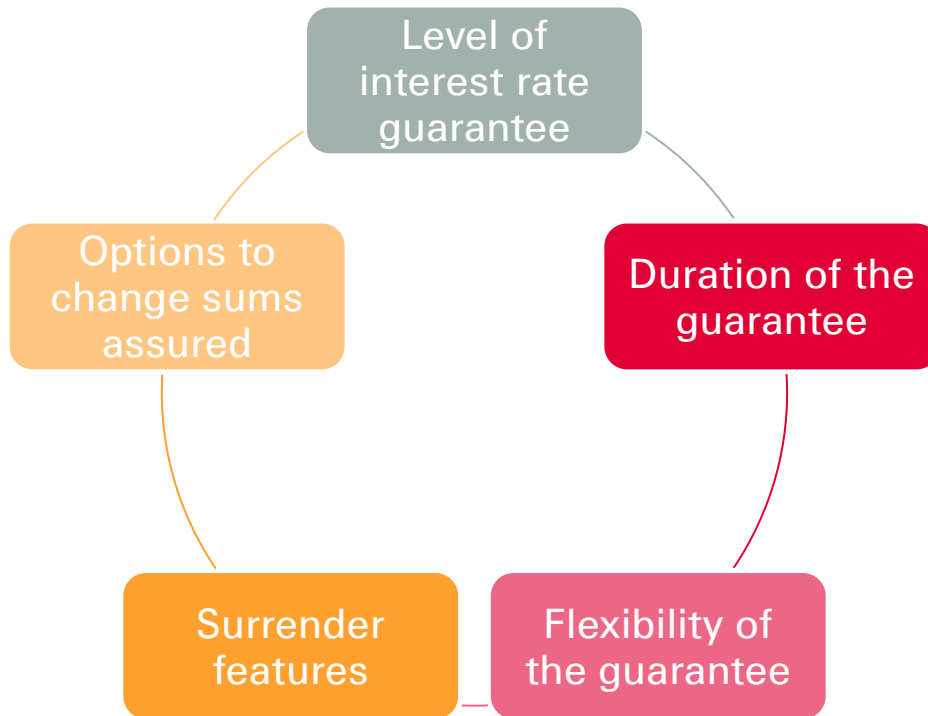 Level of
interest rate
guarantee
Duration of the
guarantee
Flexibility of
the guarantee
Surrender
features
Options to
change sums
assured